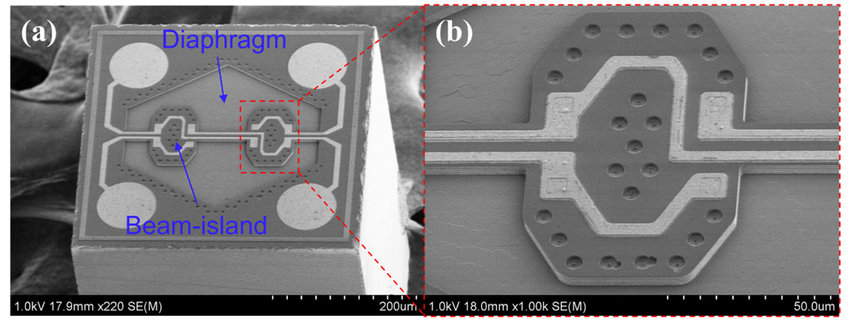 (a)
Diaphragm
Beam-island
1.0kV 17.9mm x220 SE(M)
200um
(b)
1.0kV 18.0mm x1.00k SE(M)
50.0um